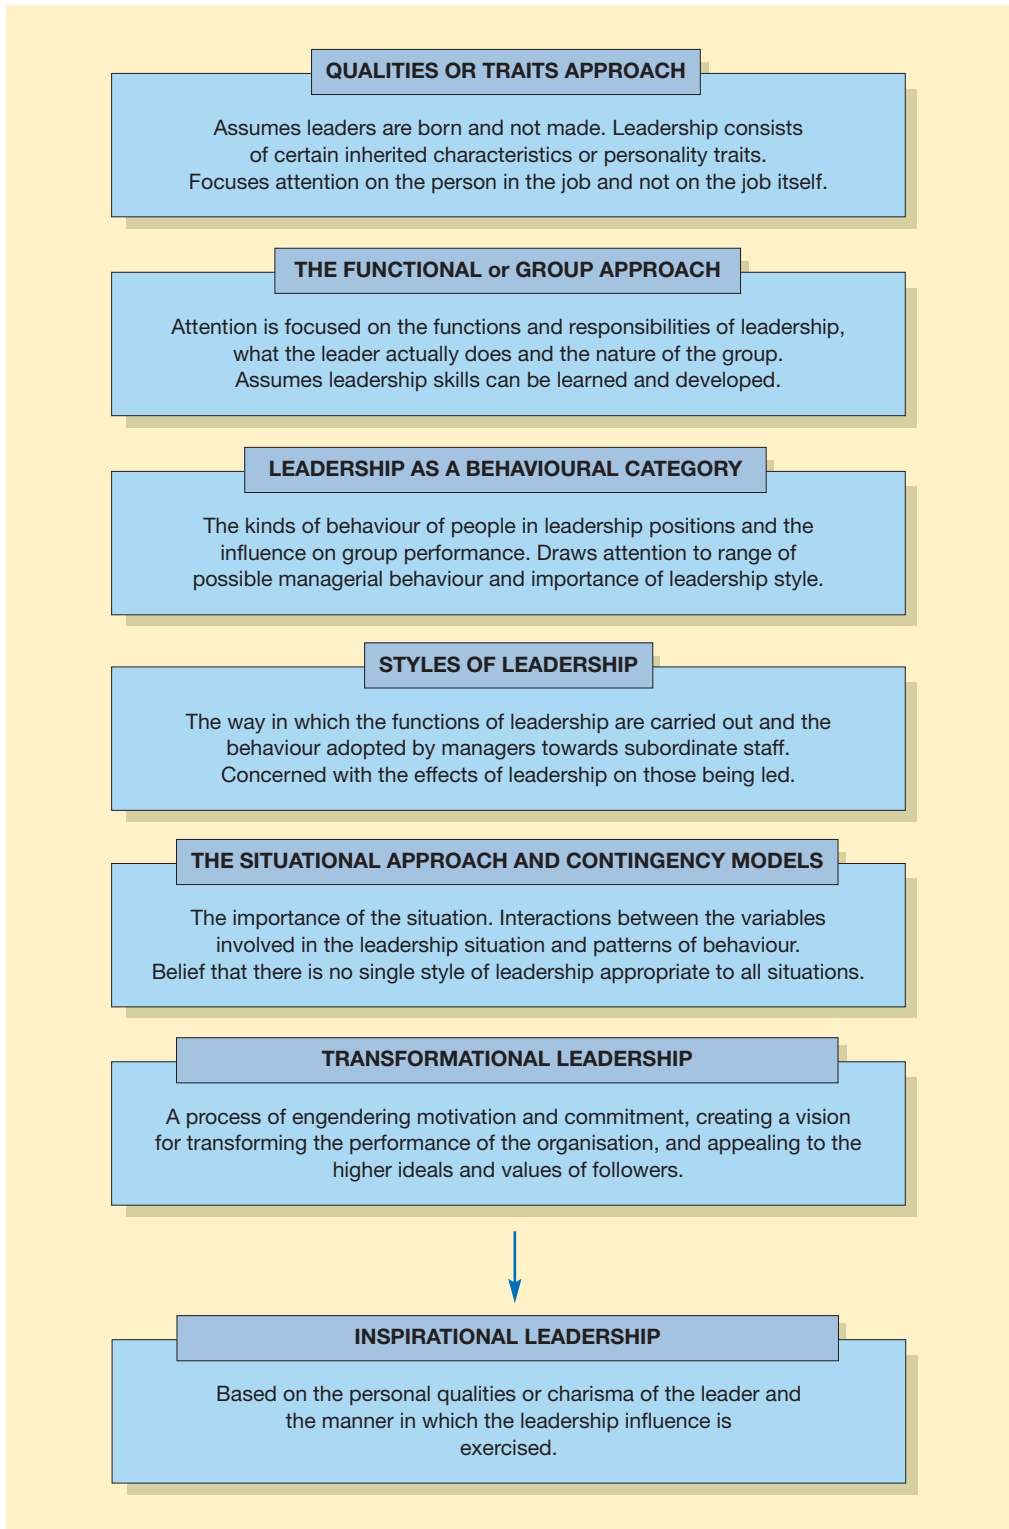 QUALITIES OR TRAITS APPROACH
Assumes leaders are born and not made. Leadership consists
of certain inherited characteristics or personality traits.
Focuses attention on the person in the job and not on the job itself.
THE FUNCTIONAL or GROUP APPROACH
Attention is focused on the functions and responsibilities of leadership,
what the leader actually does and the nature of the group.
Assumes leadership skills can be learned and developed.
LEADERSHIP AS A BEHAVIOURAL CATEGORY
The kinds of behaviour of people in leadership positions and the
influence on group performance. Draws attention to range of
possible managerial behaviour and importance of leadership style.
STYLES OF LEADERSHIP
The way in which the functions of leadership are carried out and the
behaviour adopted by managers towards subordinate staff.
Concerned with the effects of leadership on those being led.
THE SITUATIONAL APPROACH AND CONTINGENCY MODELS
The importance of the situation. Interactions between the variables
involved in the leadership situation and patterns of behaviour.
Belief that there is no single style of leadership appropriate to all situations.
TRANSFORMATIONAL LEADERSHIP
A process of engendering motivation and commitment, creating a vision
for transforming the performance of the organisation, and appealing to the
higher ideals and values of followers.
INSPIRATIONAL LEADERSHIP
Based on the personal qualities or charisma of the leader and
the manner in which the leadership influence is
exercised.